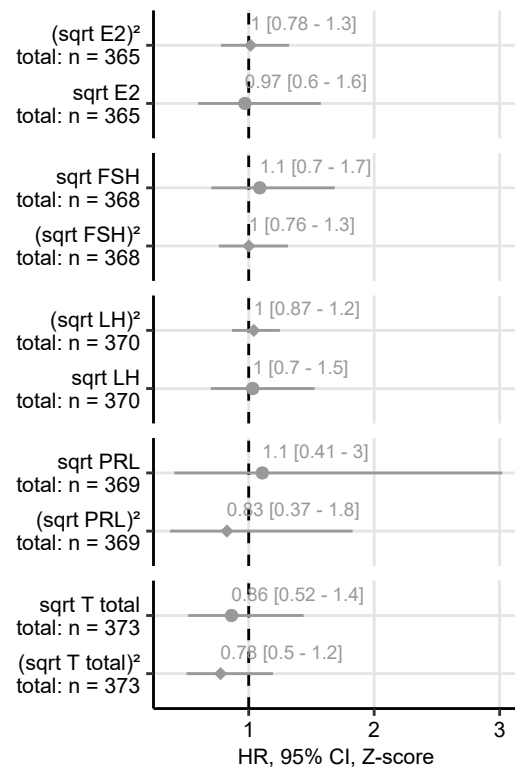 1 [0.78 - 1.3]
(sqrt E2)²
total: n = 365
0.97 [0.6 - 1.6]
sqrt E2
total: n = 365
1.1 [0.7 - 1.7]
sqrt FSH
total: n = 368
1 [0.76 - 1.3]
(sqrt FSH)²
total: n = 368
1 [0.87 - 1.2]
(sqrt LH)²
total: n = 370
1 [0.7 - 1.5]
sqrt LH
total: n = 370
1.1 [0.41 - 3]
sqrt PRL
total: n = 369
0.83 [0.37 - 1.8]
(sqrt PRL)²
total: n = 369
0.86 [0.52 - 1.4]
sqrt T total
total: n = 373
0.78 [0.5 - 1.2]
(sqrt T total)²
total: n = 373
1 2 3
HR, 95% CI, Z-score